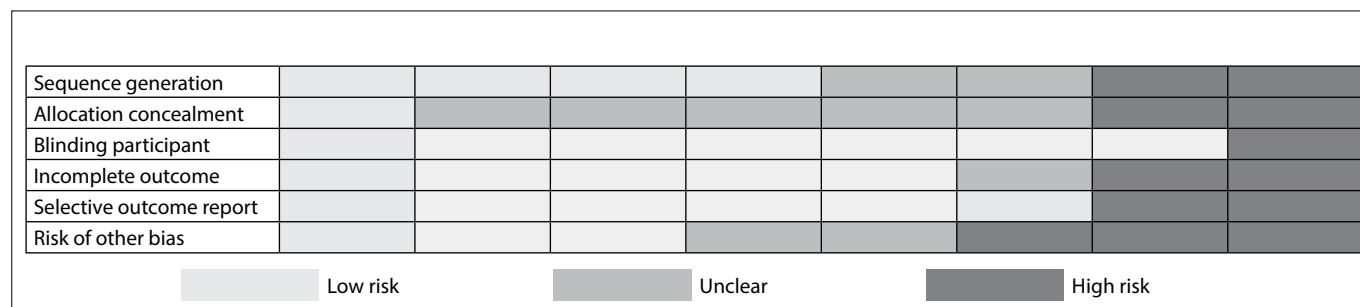 Sequence generation
Allocation concealment
Blinding participant
Incomplete outcome
Selective outcome report
Risk of other bias
Low risk Unclear High risk